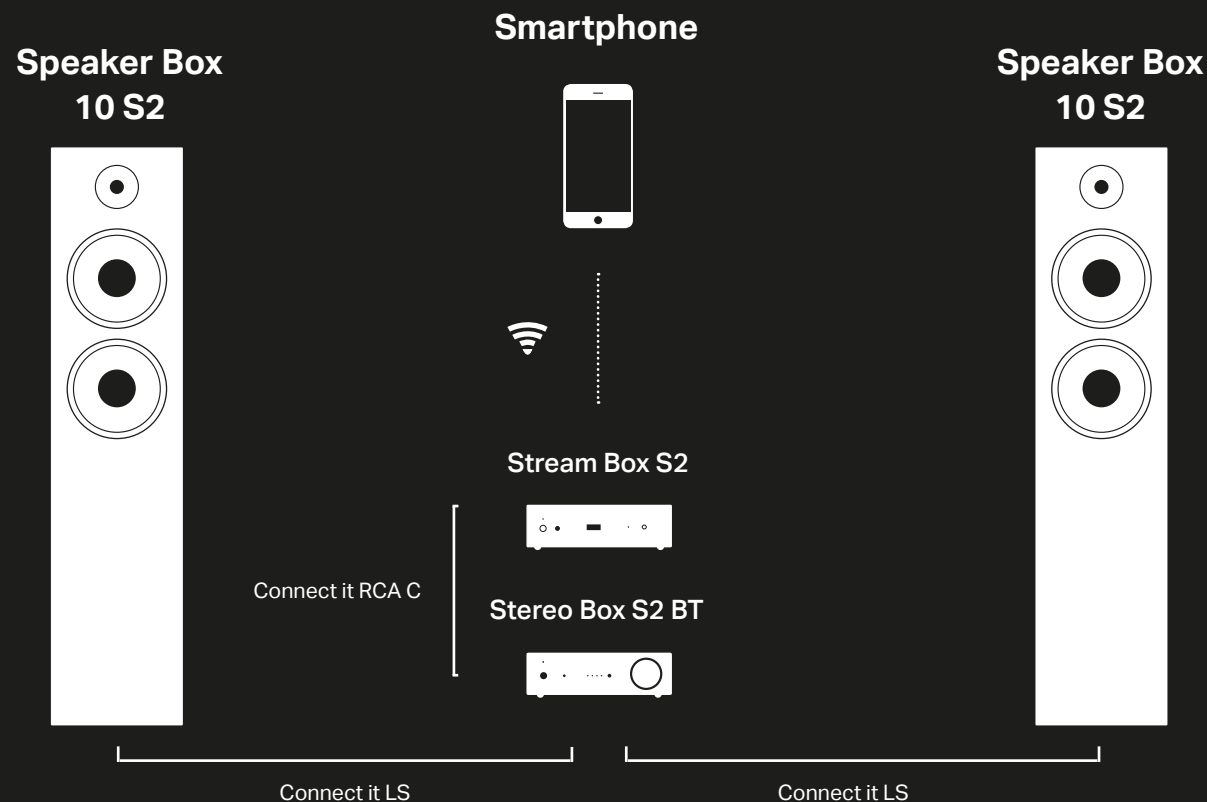 Smartphone
Speaker Box
10 S2
Speaker Box
10 S2
Stream Box S2
Connect it RCA C
Stereo Box S2 BT
Connect it LS
Connect it LS